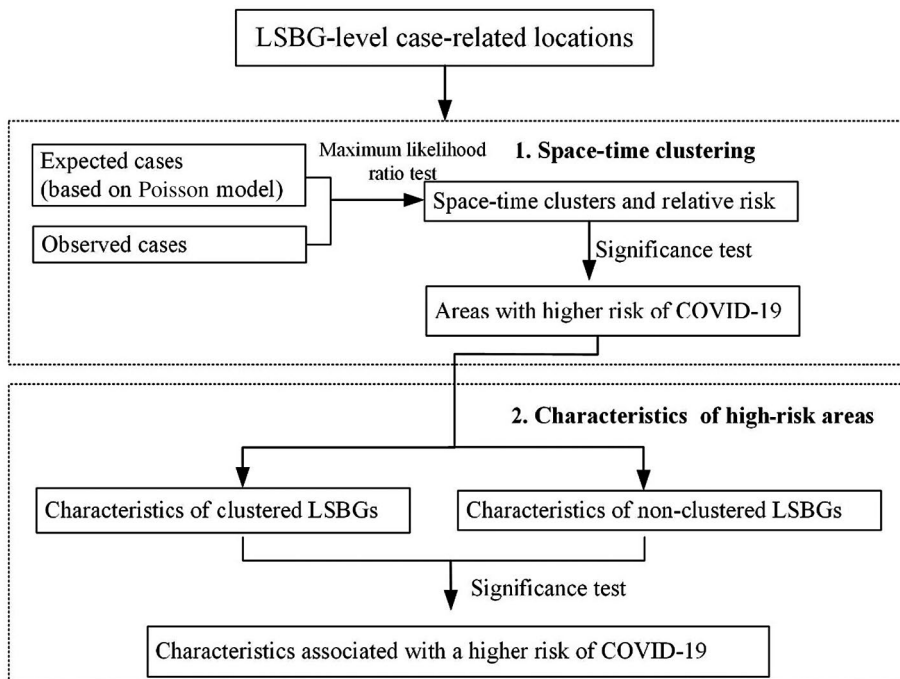 LSBG-level case-related locations
1. Space-time clustering
Expected cases
(based on Poisson model)
Maximum likelihood
ratio test
Space-time clusters and relative risk
Observed cases
Significance test
Areas with higher risk of COVID-19
2. Characteristics of high-risk areas
Characteristics of clustered LSBGs
Characteristics of non-clustered LSBGs
Significance test
Characteristics associated with a higher risk of COVID-19